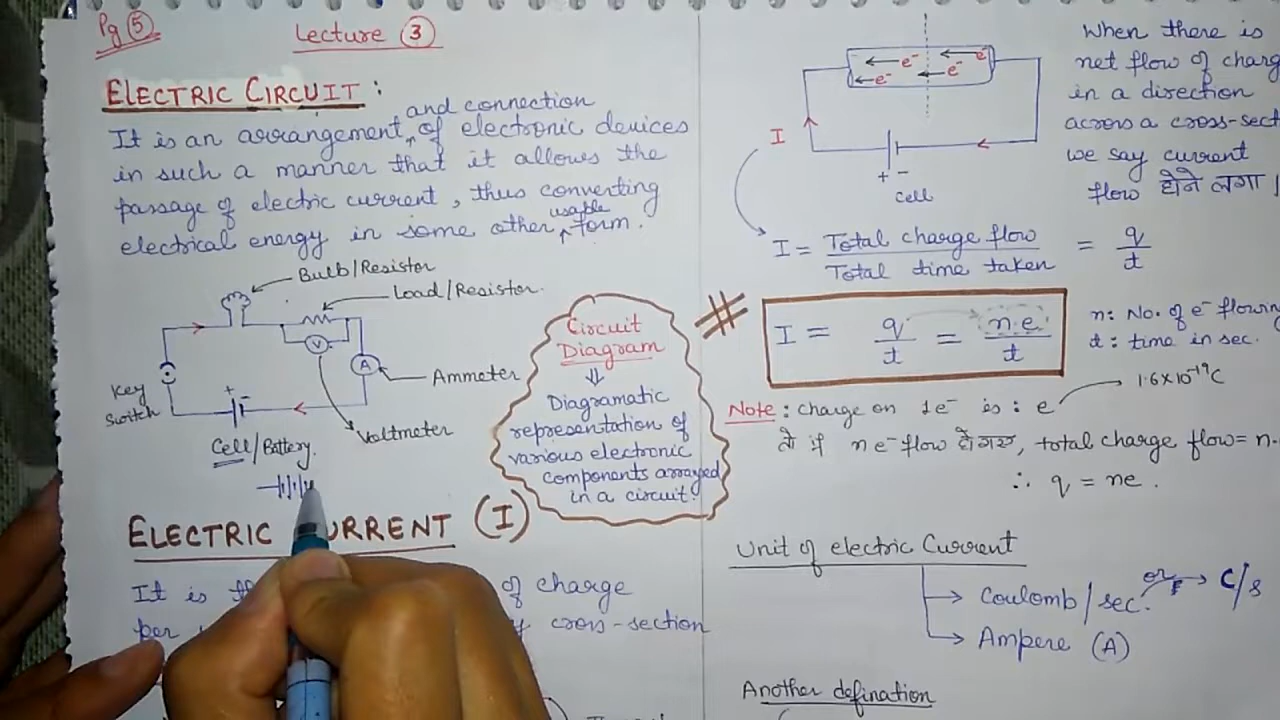 Pg 5
Lecture 3
ELECTRIC CIRCUIT :
and connection
It is an arrangement of electronic devices
in such a manner that it allows the
passage of electric current, thus converting
usable
electrical energy in some other form.
Bulb/Resistor
Load/Resistor.
V
A
Ammeter
Key
Switch
+ -
Voltmeter
Cell/Battery.
Circuit
Diagram
⇓
Diagramatic
representation of
various electronic
components arrayed
in a circuit.
ELECTRIC CURRENT (I)
It is
of charge
per
cross-section
e⁻ e⁻
e⁻ e⁻
I
+ -
cell
When there is
net flow of charg
in a direction
across a cross-sect
we say current
flow होने लगा।
I = Total charge flow / Total time taken = q/t
# I = q/t = n.e/t
n: No. of e⁻ flowing
t: time in sec.
Note : charge on 1e⁻ is : e → 1.6×10⁻¹⁹C
n e⁻ flow हो गए, total charge flow = n.
∴ q = ne.
Unit of electric Current
→ Coulomb/sec. or → C/s
→ Ampere (A)
Another defination